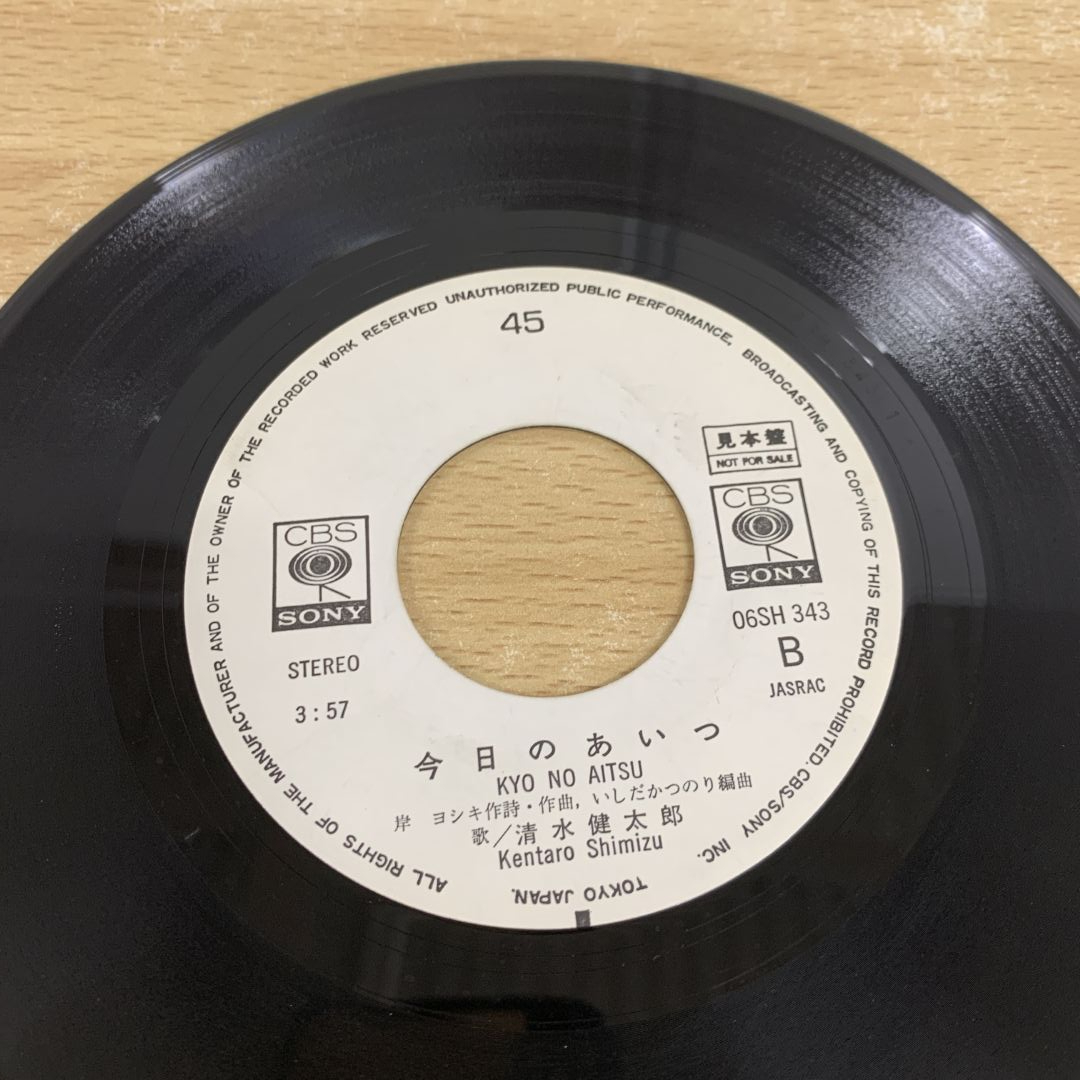 ALL RIGHTS OF THE MANUFACTURER AND OF THE OWNER OF THE RECORDED WORK RESERVED UNAUTHORIZED PUBLIC PERFORMANCE, BROADCASTING AND COPYING OF THIS RECORD PROHIBITED. CBS/SONY INC. TOKYO JAPAN.
45
見本盤
NOT FOR SALE
CBS
SONY
CBS
SONY
STEREO
3:57
06SH 343
B
JASRAC
今日のあいつ
KYO NO AITSU
岸 ヨシキ作詩・作曲, いしだかつのり編曲
歌/清水健太郎
Kentaro Shimizu